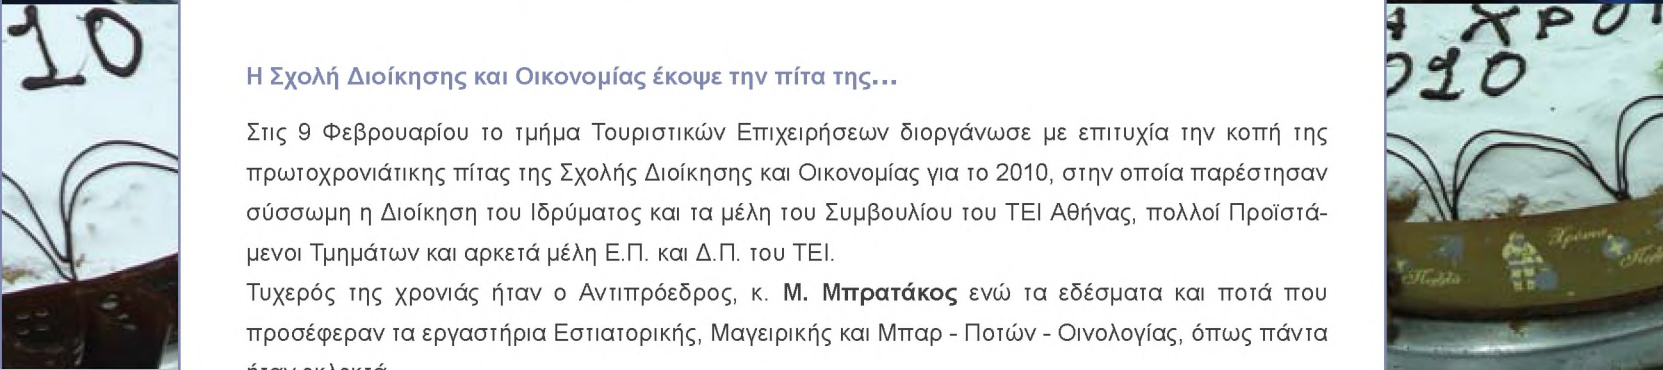 10
Η Σχολή Διοίκησης και Οικονομίας έκοψε την πίτα της...
Στις 9 Φεβρουαρίου το τμήμα Τουριστικών Επιχειρήσεων διοργάνωσε με επιτυχία την κοπή της
πρωτοχρονιάτικης πίτας της Σχολής Διοίκησης και Οικονομίας για το 2010, στην οποία παρέστησαν
σύσσωμη η Διοίκηση του Ιδρύματος και τα μέλη του Συμβουλίου του ΤΕΙ Αθήνας, πολλοί Προϊστά-
μενοι Τμημάτων και αρκετά μέλη Ε.Π. και Δ.Π. του ΤΕΙ.
Τυχερός της χρονιάς ήταν ο Αντιπρόεδρος, κ. Μ. Μπρατάκος ενώ τα εδέσματα και ποτά που
προσέφεραν τα εργαστήρια Εστιατορικής, Μαγειρικής και Μπαρ - Ποτών - Οινολογίας, όπως πάντα
ήταν εκλεκτά
010
Χρόνια
Πολλά